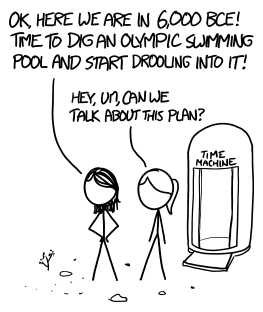 OK, HERE WE ARE IN 6,000 BCE!
TIME TO DIG AN OLYMPIC SWIMMING
POOL AND START DROOLING INTO IT!
HEY, UM, CAN WE
TALK ABOUT THIS PLAN?
TIME
MACHINE